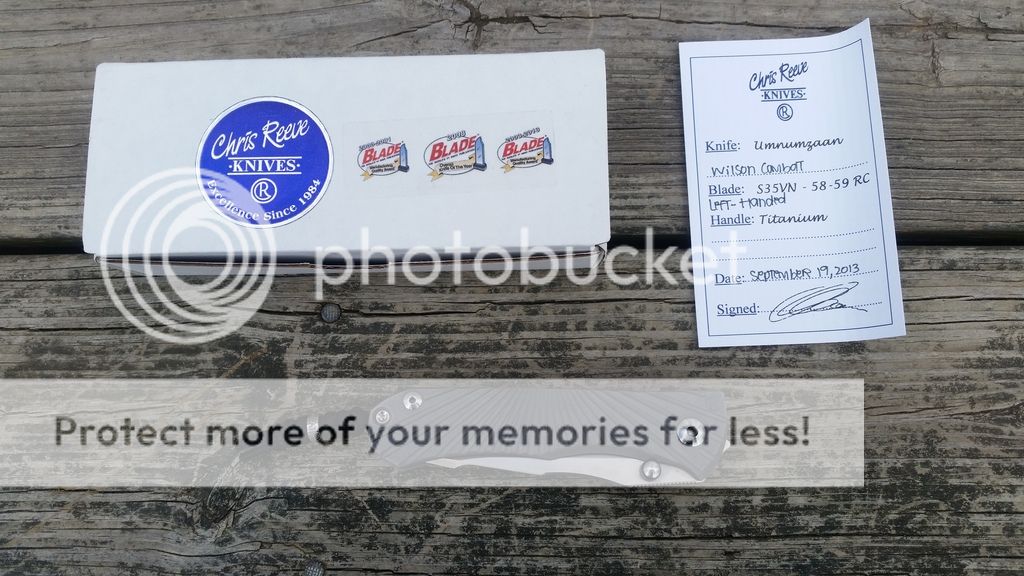 Chris Reeve
·KNIVES·
R
Excellence Since 1984
BLADE
2008
BLADE
BLADE
Chris Reeve
·KNIVES·
R
Knife: Umnumzaan
Wilson Combat
Blade: S35VN - 58-59 RC
Left-Handed
Handle: Titanium
Date: September 19, 2013
Signed:
photobucket
Protect more of your memories for less!